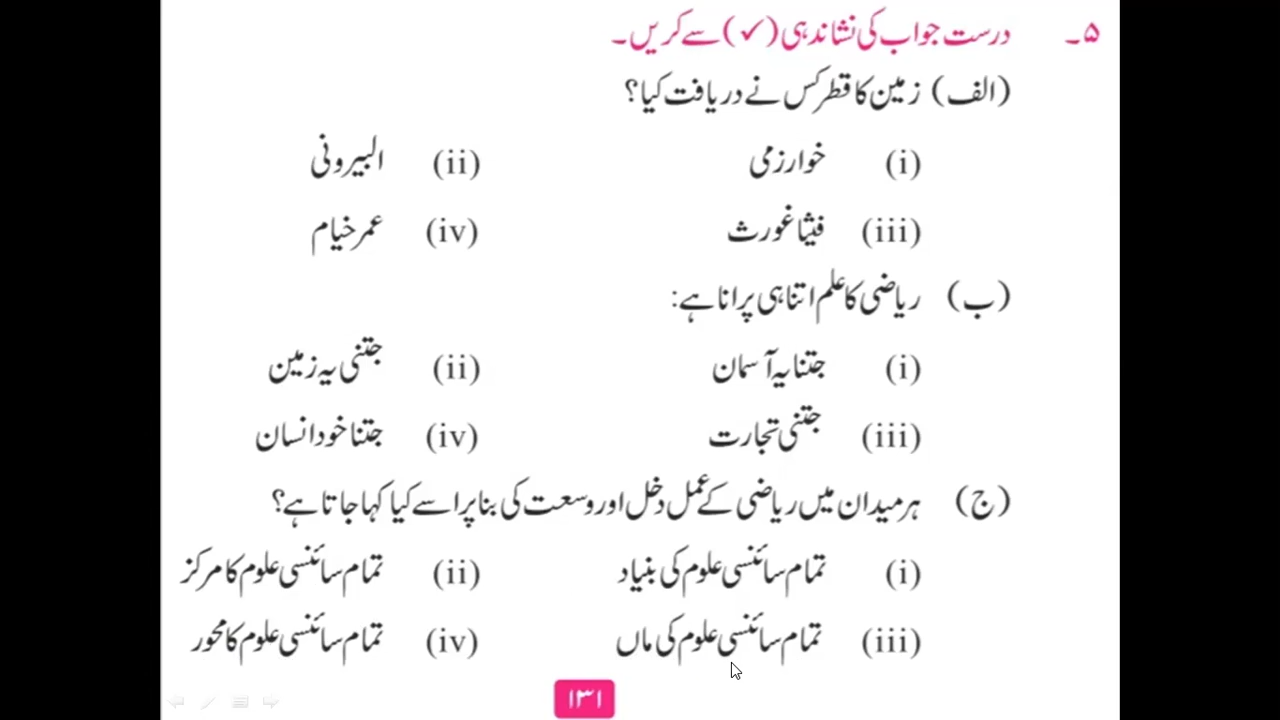 ۵۔ درست جواب کی نشاندہی (✓) سے کریں۔
(الف) زمین کا قطر کس نے دریافت کیا؟
(i) خوارزمی (ii) البیرونی
(iii) فیثاغورث (iv) عمر خیام
(ب) ریاضی کا علم اتنا ہی پرانا ہے:
(i) جتنا یہ آسمان (ii) جتنی یہ زمین
(iii) جتنی تجارت (iv) جتنا خود انسان
(ج) ہر میدان میں ریاضی کے عمل دخل اور وسعت کی بنا پر اسے کیا کہا جاتا ہے؟
(i) تمام سائنسی علوم کی بنیاد (ii) تمام سائنسی علوم کا مرکز
(iii) تمام سائنسی علوم کی ماں (iv) تمام سائنسی علوم کا محور
۱۳۱